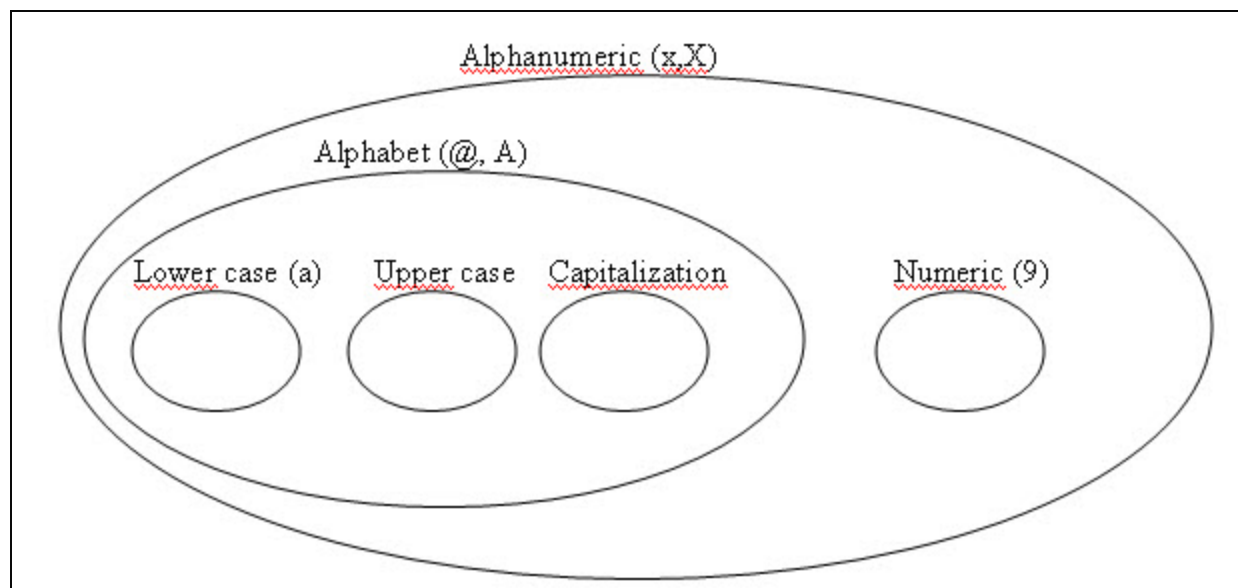 Alphanumeric (x,X)
Alphabet (@, A)
Lower case (a) Upper case Capitalization Numeric (9)